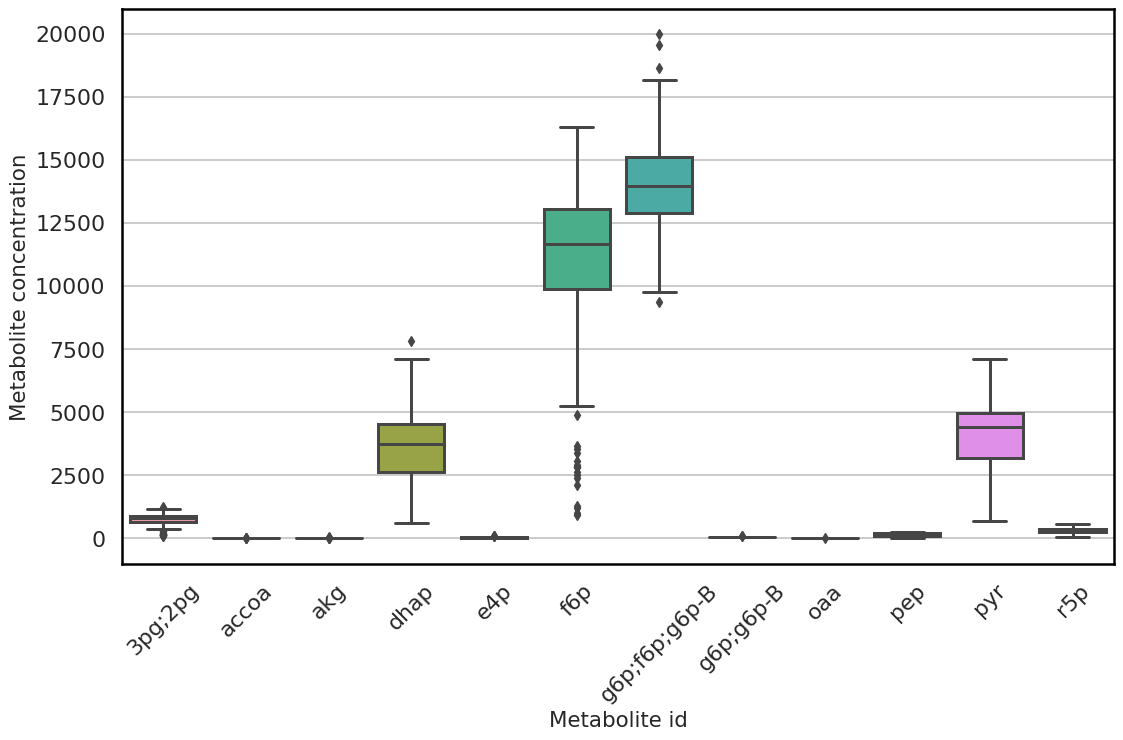 Metabolite concentration
20000
17500
15000
12500
10000
7500
5000
2500
0
3pg;2pg
accoa
akg
dhap
e4p
f6p
g6p;f6p;g6p-B
g6p;g6p-B
oaa
pep
pyr
r5p
Metabolite id